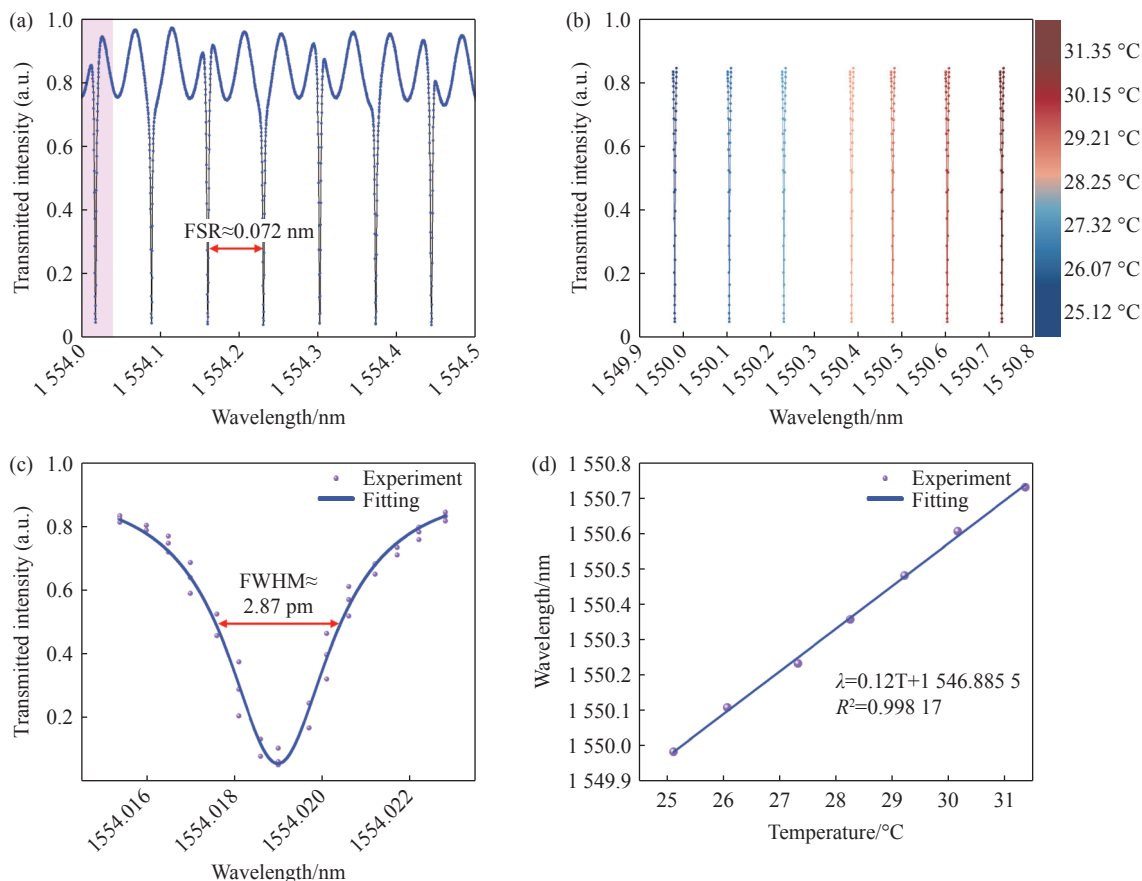 (a)
1.0
0.8
0.6
0.4
0.2
0
Transmitted intensity (a.u.)
FSR≈0.072 nm
1 554.0
1 554.1
1 554.2
1 554.3
1 554.4
1 554.5
Wavelength/nm
(b)
1.0
0.8
0.6
0.4
0.2
0
Transmitted intensity (a.u.)
1 549.9
1 550.0
1 550.1
1 550.2
1 550.3
1 550.4
1 550.5
1 550.6
1 550.7
15 50.8
Wavelength/nm
31.35 °C
30.15 °C
29.21 °C
28.25 °C
27.32 °C
26.07 °C
25.12 °C
(c)
1.0
0.8
0.6
0.4
0.2
Transmitted intensity (a.u.)
Experiment
Fitting
FWHM≈
2.87 pm
1554.016
1554.018
1554.020
1554.022
Wavelength/nm
(d)
1 550.8
1 550.7
1 550.6
1 550.5
1 550.4
1 550.3
1 550.2
1 550.1
1 550.0
1 549.9
Wavelength/nm
Experiment
Fitting
λ=0.12T+1 546.885 5
R²=0.998 17
25
26
27
28
29
30
31
Temperature/°C